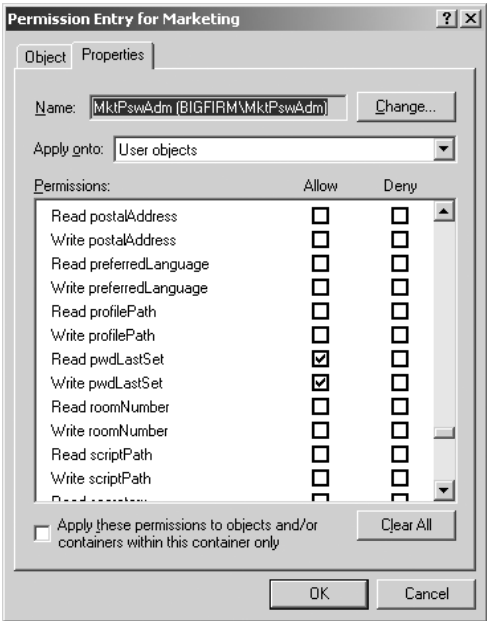 Permission Entry for Marketing
Object Properties
Name: MktPswAdm (BIGFIRM\MktPswAdm) Change...
Apply onto: User objects
Permissions: Allow Deny
Read postalAddress
Write postalAddress
Read preferredLanguage
Write preferredLanguage
Read profilePath
Write profilePath
Read pwdLastSet
Write pwdLastSet
Read roomNumber
Write roomNumber
Read scriptPath
Write scriptPath
Apply these permissions to objects and/or
containers within this container only
Clear All
OK Cancel